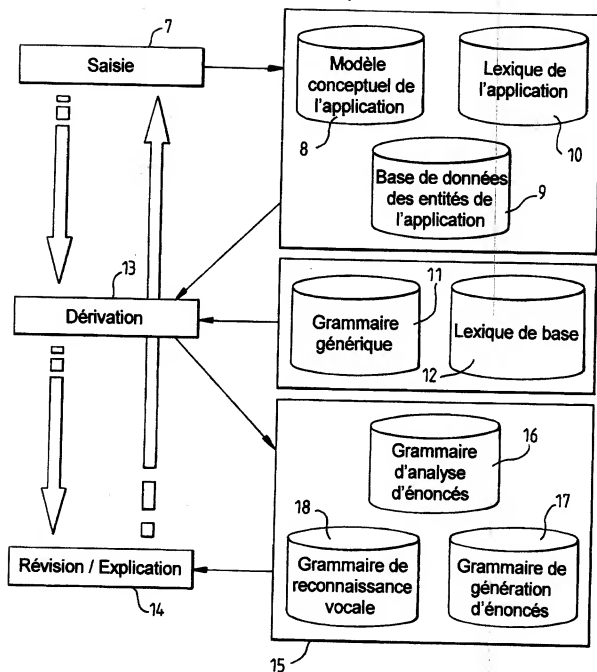 7
Saisie
Modèle
conceptuel de
l'application
8
Lexique de
l'application
10
Base de données
des entités de
l'application
9
13
Dérivation
11
Grammaire
générique
Lexique de base
12
16
Grammaire
d'analyse
d'énoncés
18
Grammaire de
reconnaissance
vocale
17
Grammaire de
génération
d'énoncés
Révision / Explication
14
15